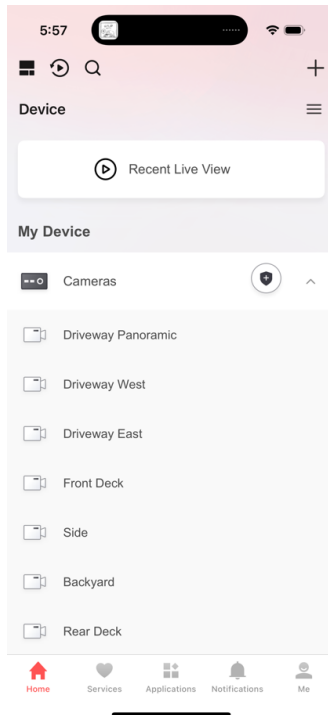 5:57
Device
Recent Live View
My Device
Cameras
Driveway Panoramic
Driveway West
Driveway East
Front Deck
Side
Backyard
Rear Deck
Home Services Applications Notifications Me